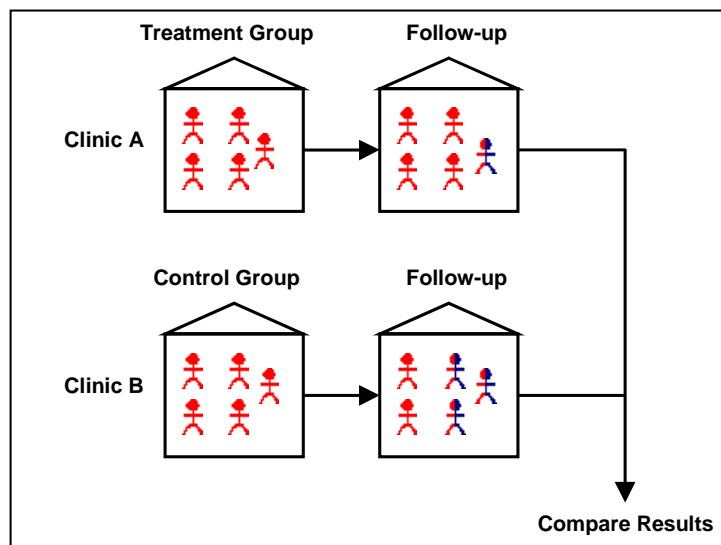 Treatment Group
Follow-up
Clinic A
Control Group
Follow-up
Clinic B
Compare Results